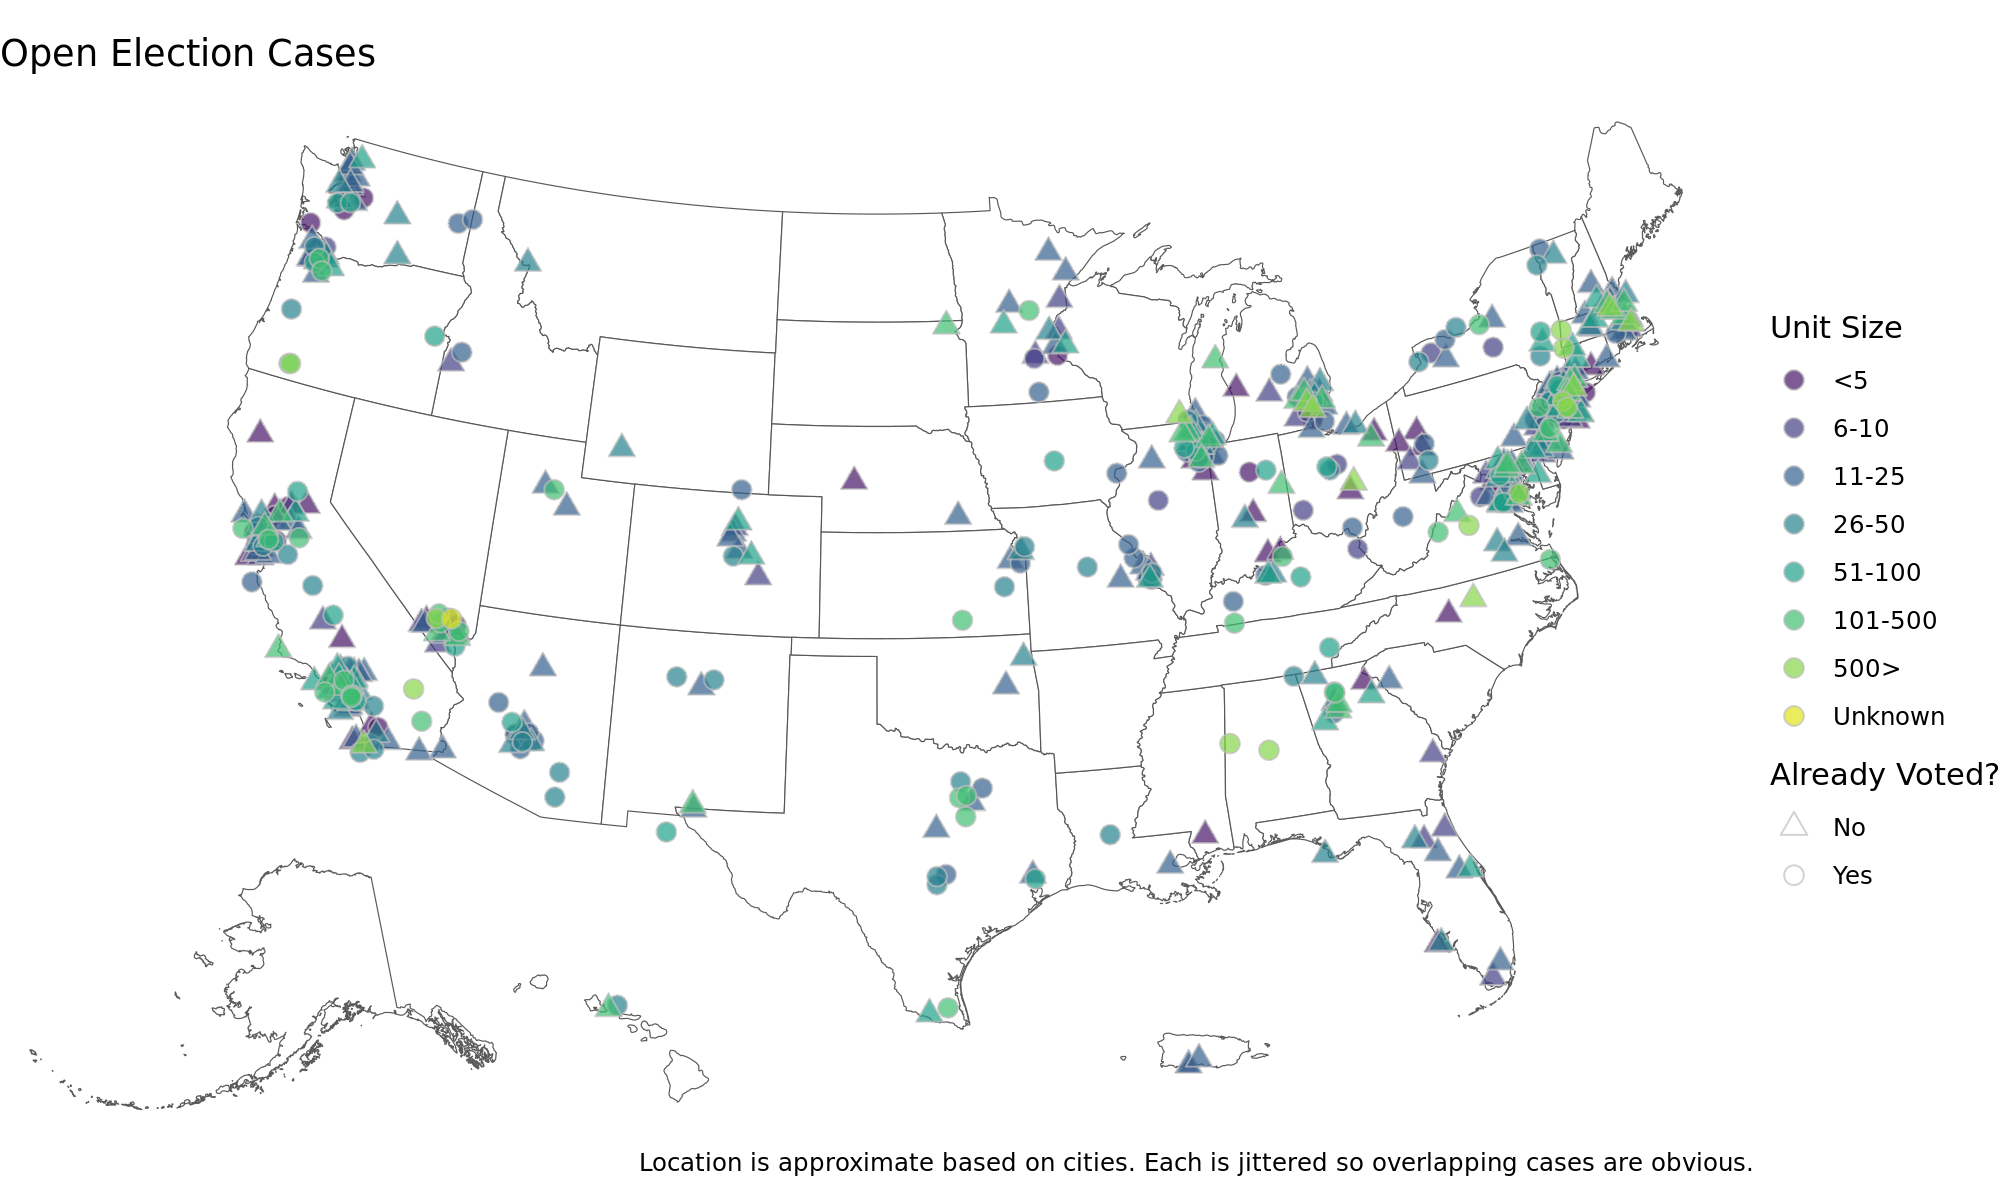 Open Election Cases
Unit Size
<5
6-10
11-25
26-50
51-100
101-500
500>
Unknown
Already Voted?
No
Yes
Location is approximate based on cities. Each is jittered so overlapping cases are obvious.